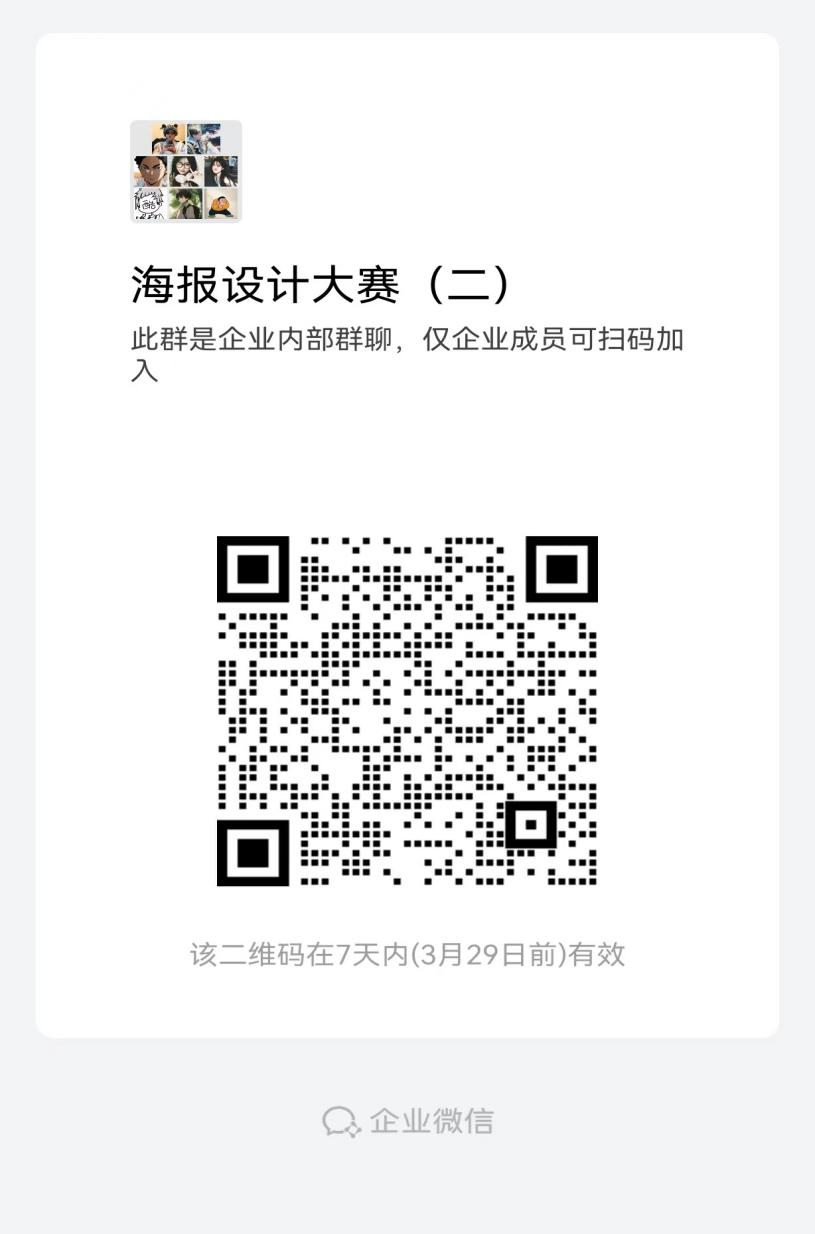 海报设计大赛（二）
此群是企业内部群聊，仅企业成员可扫码加
入
该二维码在7天内(3月29日前)有效
企业微信